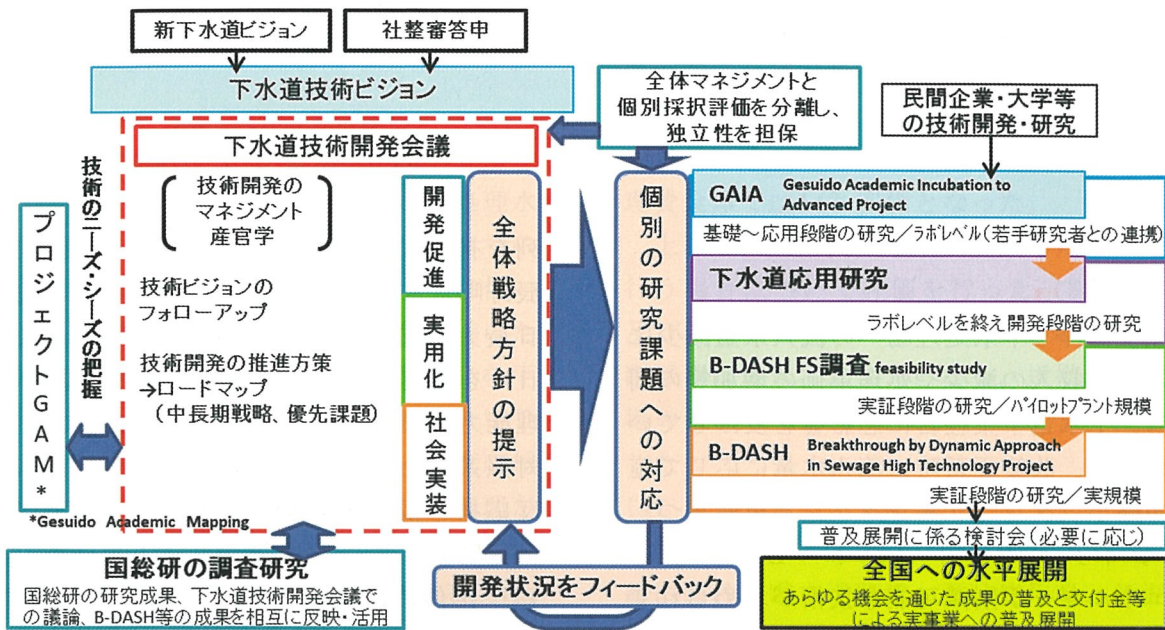 新下水道ビジョン
社整審答申
下水道技術ビジョン
全体マネジメントと
個別採択評価を分離し、
独立性を担保
民間企業・大学等
の技術開発・研究
下水道技術開発会議
技術開発の
マネジメント
産官学
技術ビジョンの
フォローアップ
技術開発の推進方策
→ロードマップ
(中長期戦略、優先課題)
技術のニーズ・シーズの把握
プロジェクトGAM*
*Gesuido Academic Mapping
開発促進
実用化
社会実装
全体戦略方針の提示
個別の研究課題への対応
GAIA Gesuido Academic Incubation to
Advanced Project
基礎~応用段階の研究/ラボレベル(若手研究者との連携)
下水道応用研究
ラボレベルを終え開発段階の研究
B-DASH FS調査 feasibility study
実証段階の研究/パイロットプラント規模
B-DASH Breakthrough by Dynamic Approach
in Sewage High Technology Project
実証段階の研究/実規模
普及展開に係る検討会(必要に応じ)
全国への水平展開
あらゆる機会を通じた成果の普及と交付金等
による実事業への普及展開
開発状況をフィードバック
国総研の調査研究
国総研の研究成果、下水道技術開発会議で
の議論、B-DASH等の成果を相互に反映・活用